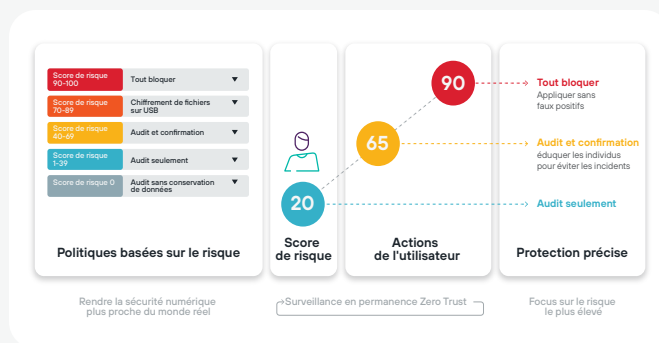 Score de risque
90-100
Tout bloquer
Score de risque
70-89
Chiffrement de fichiers
sur USB
Score de risque
40-69
Audit et confirmation
Score de risque
1-39
Audit seulement
Score de risque 0
Audit sans conservation
de données
Politiques basées sur le risque
20
Score
de risque
65
90
Actions
de l'utilisateur
Tout bloquer
Appliquer sans
faux positifs
Audit et confirmation
éduquer les individus
pour éviter les incidents
Audit seulement
Protection précise
Rendre la sécurité numérique
plus proche du monde réel
Surveillance en permanence Zero Trust
Focus sur le risque
le plus élevé